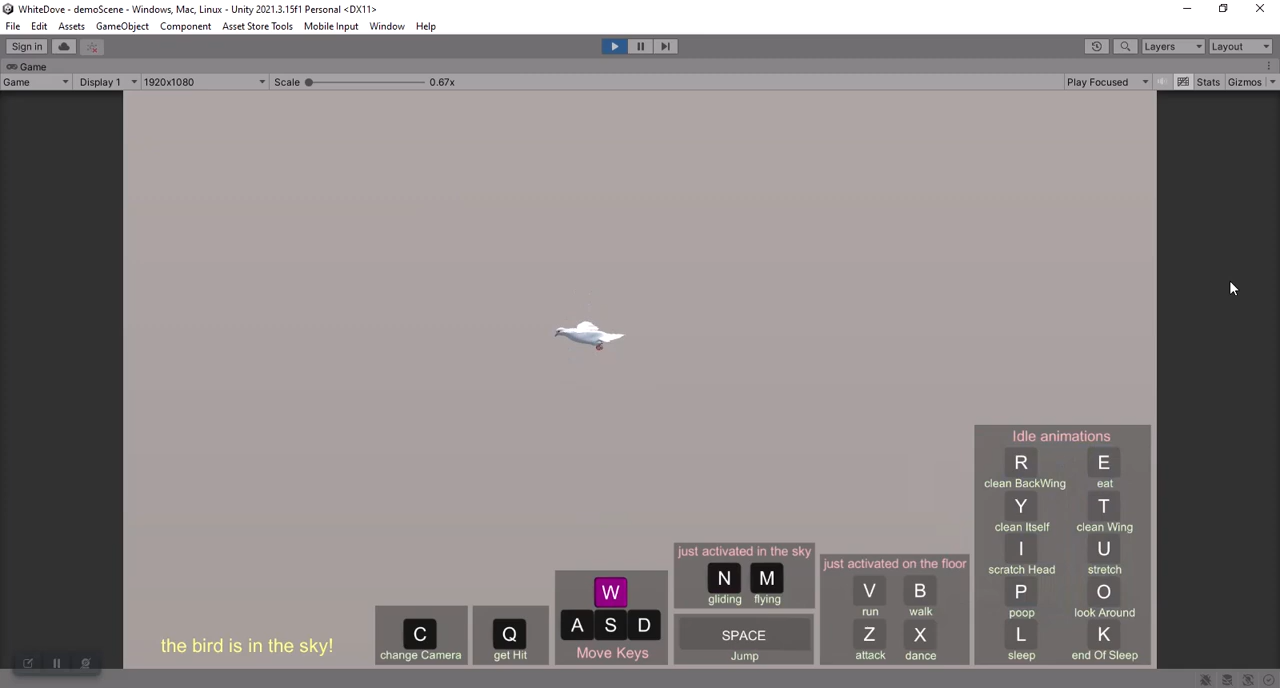 WhiteDove - demoScene - Windows, Mac, Linux - Unity 2021.3.15f1 Personal <DX11>
File Edit Assets GameObject Component Asset Store Tools Mobile Input Window Help
Sign in Layers Layout
Game
Game Display 1 1920x1080 Scale 0.67x Play Focused Stats Gizmos
Idle animations
R E
clean BackWing eat
Y T
clean Itself clean Wing
I U
scratch Head stretch
P O
poop look Around
L K
sleep end Of Sleep
just activated in the sky
N M
gliding flying
just activated on the floor
V B
run walk
Z X
attack dance
SPACE
Jump
W
A S D
Move Keys
Q
get Hit
C
change Camera
the bird is in the sky!